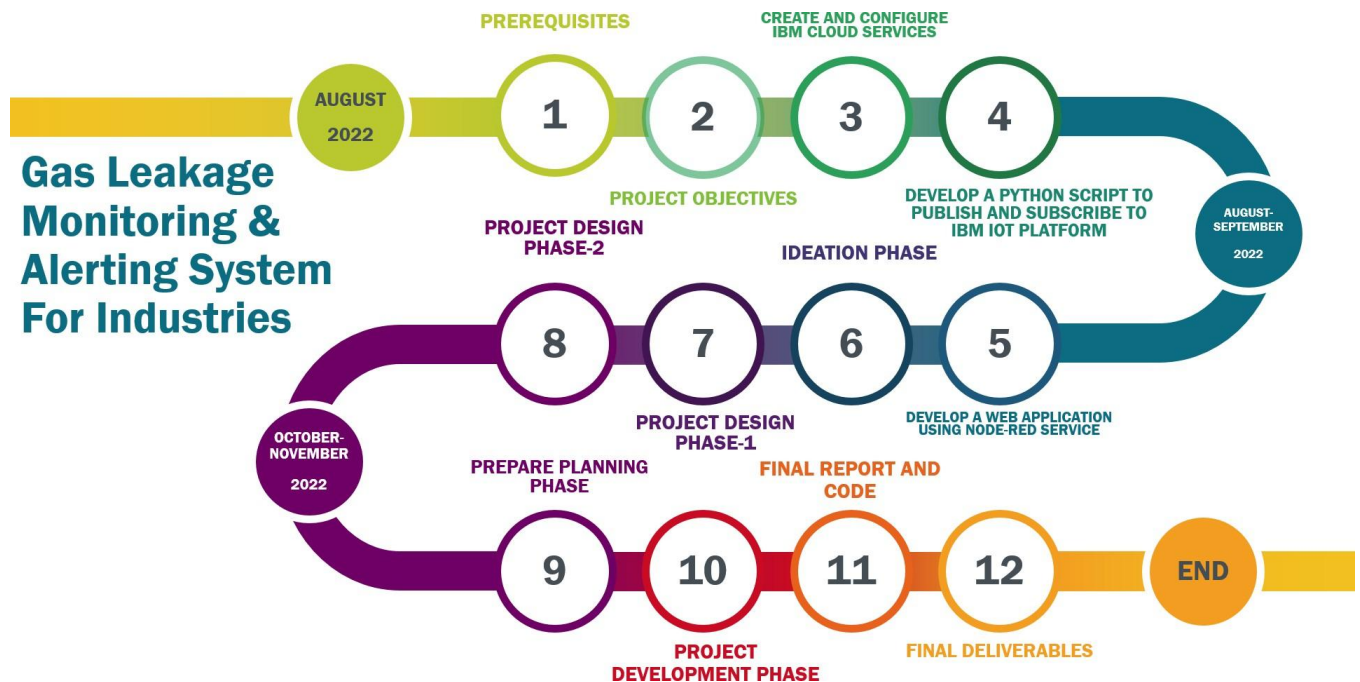 PREREQUISITES
CREATE AND CONFIGURE
IBM CLOUD SERVICES
AUGUST
2022
1
2
3
4
PROJECT OBJECTIVES
DEVELOP A PYTHON SCRIPT TO
PUBLISH AND SUBSCRIBE TO
IBM IOT PLATFORM
Gas Leakage
Monitoring &
Alerting System
For Industries
AUGUST-
SEPTEMBER
2022
PROJECT DESIGN
PHASE-2
IDEATION PHASE
8
7
6
5
PROJECT DESIGN
PHASE-1
DEVELOP A WEB APPLICATION
USING NODE-RED SERVICE
OCTOBER-
NOVEMBER
2022
PREPARE PLANNING
PHASE
FINAL REPORT AND
CODE
9
10
11
12
END
PROJECT
DEVELOPMENT PHASE
FINAL DELIVERABLES